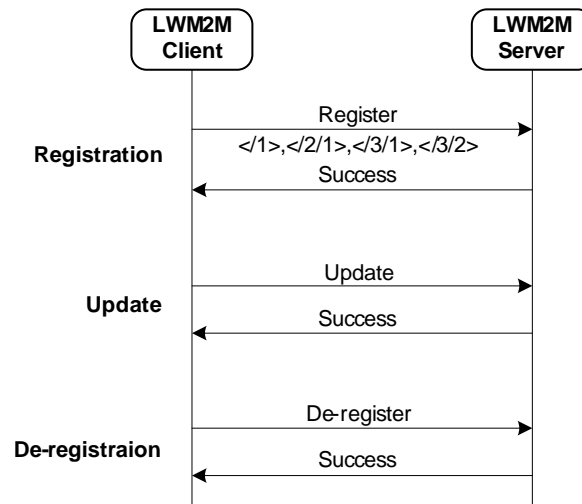 LWM2M
Client
LWM2M
Server
Register
</1>,</2/1>,</3/1>,</3/2>
Registration
Success
Update
Update
Success
De-register
De-registraion
Success